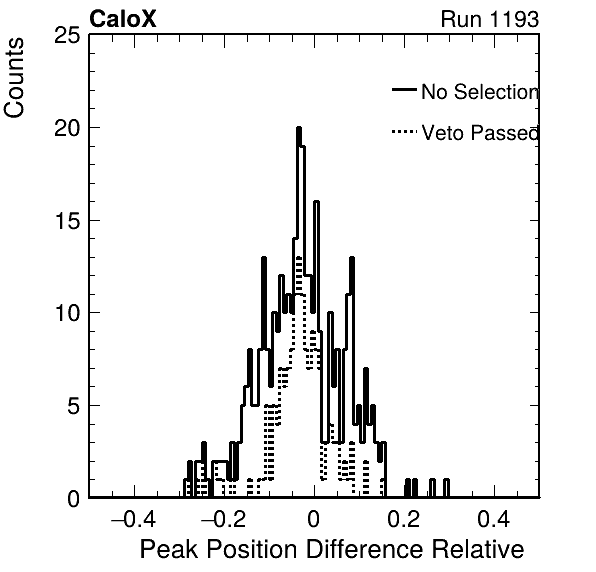 CaloX Run 1193
Counts
25
20
15
10
5
0
No Selection
Veto Passed
−0.4 −0.2 0 0.2 0.4
Peak Position Difference Relative